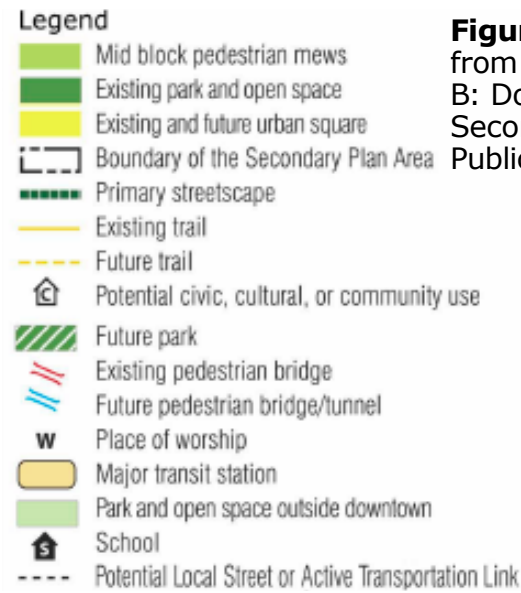 Legend
Mid block pedestrian mews
Existing park and open space
Existing and future urban square
Boundary of the Secondary Plan Area
Primary streetscape
Existing trail
Future trail
C Potential civic, cultural, or community use
Future park
Existing pedestrian bridge
Future pedestrian bridge/tunnel
W Place of worship
Major transit station
Park and open space outside downtown
S School
Potential Local Street or Active Transportation Link
Figur
from
B: Do
Seco
Public